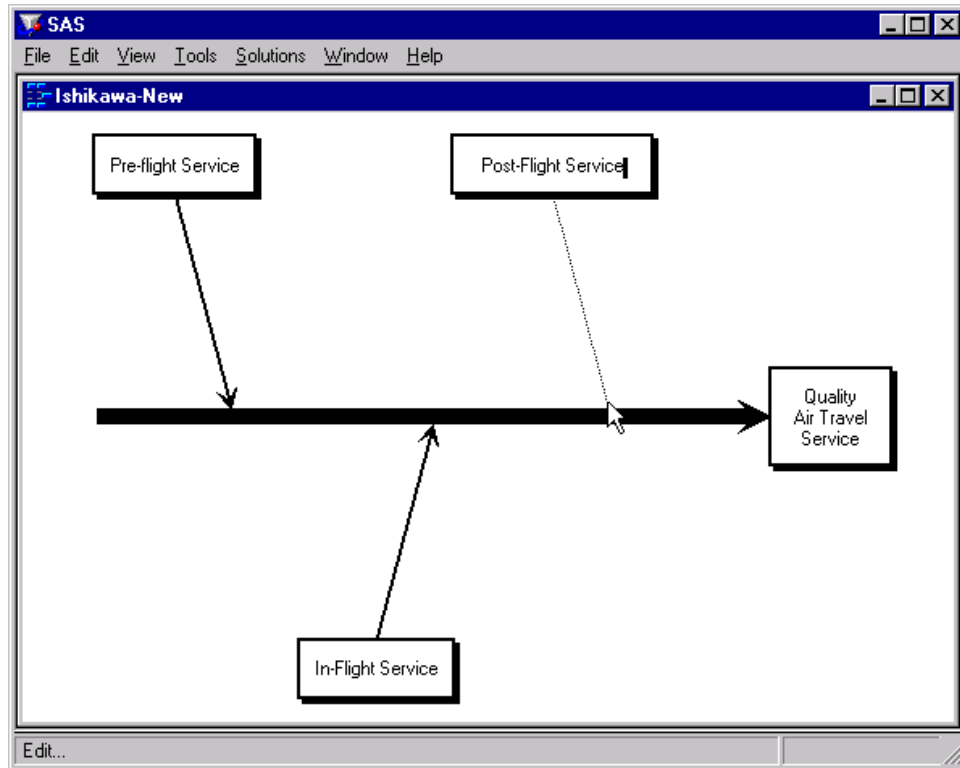 SAS
File Edit View Tools Solutions Window Help
Ishikawa-New
Pre-flight Service
Post-Flight Service
Quality
Air Travel
Service
In-Flight Service
Edit...